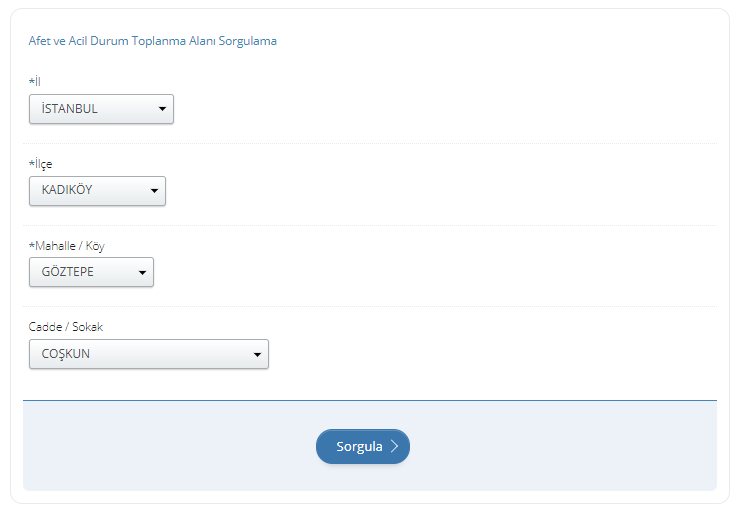 Afet ve Acil Durum Toplanma Alanı Sorgulama
*İl
İSTANBUL
*İlçe
KADIKÖY
*Mahalle / Köy
GÖZTEPE
Cadde / Sokak
COŞKUN
Sorgula